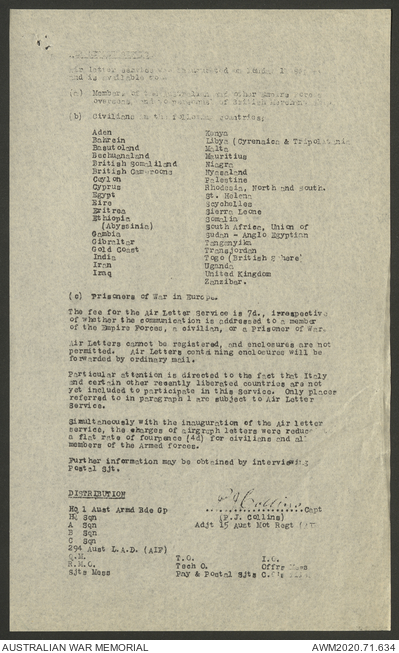 Air letter service was inaugurated on
and is available to
(a) Members of the Australian and other Empire Forces
overseas and to personnel of British Merchant
(b) Civilians in the following countries;
Aden Kenya
Bahrein Libya (Cyrenaica & Tripolitania
Basutoland Malta
Bechuanaland Mauritius
British Somaliland Niagra
British Cameroons Nyasaland
Ceylon Palestine
Cyprus Rhodesia, North and South.
Egypt St. Helena
Eire Seychelles
Eritrea Sierra Leone
Ethiopia Somalia
(Abyssinia) South Africa, Union of
Gambia Sudan - Anglo Egyptian
Gibraltar Tanganyika
Gold Coast Transjordan
India Togo (British Sphere)
Iran Uganda
Iraq United Kingdom
Zanzibar.
(c) Prisoners of War in Europe.
The fee for the Air Letter Service is 7d., irrespective
of whether the communication is addressed to a member
of the Empire Forces, a civilian, or a Prisoner of War.
Air Letters cannot be registered, and enclosures are not
permitted. Air Letters containing enclosures will be
forwarded by ordinary mail.
Particular attention is directed to the fact that Italy
and certain other recently liberated countries are not
yet included to participate in this Service. Only places
referred to in paragraph 1 are subject to Air Letter
Service.
Simultaneously with the inauguration of the Air letter
service, the charges of airgraph letters were reduce
a flat rate of fourpence (4d) for civilians and all
members of the Armed forces.
Further information may be obtained by interviewing
Postal Sjt.
DISTRIBUTION
P J Collins
HQ 1 Aust Armd Bde Gp ........Capt
HQ Sqn (P.J. COLLINS)
A Sqn Adjt 15 Aust Mot Regt
B Sqn
C Sqn
294 Aust L.A.D. (AIF)
Q.M. T.O. I.O.
R.M.O. Tech O. Offrs Mess
Sjts Mess Pay & Postal Sjts
AUSTRALIAN WAR MEMORIAL AWM2020.71.634